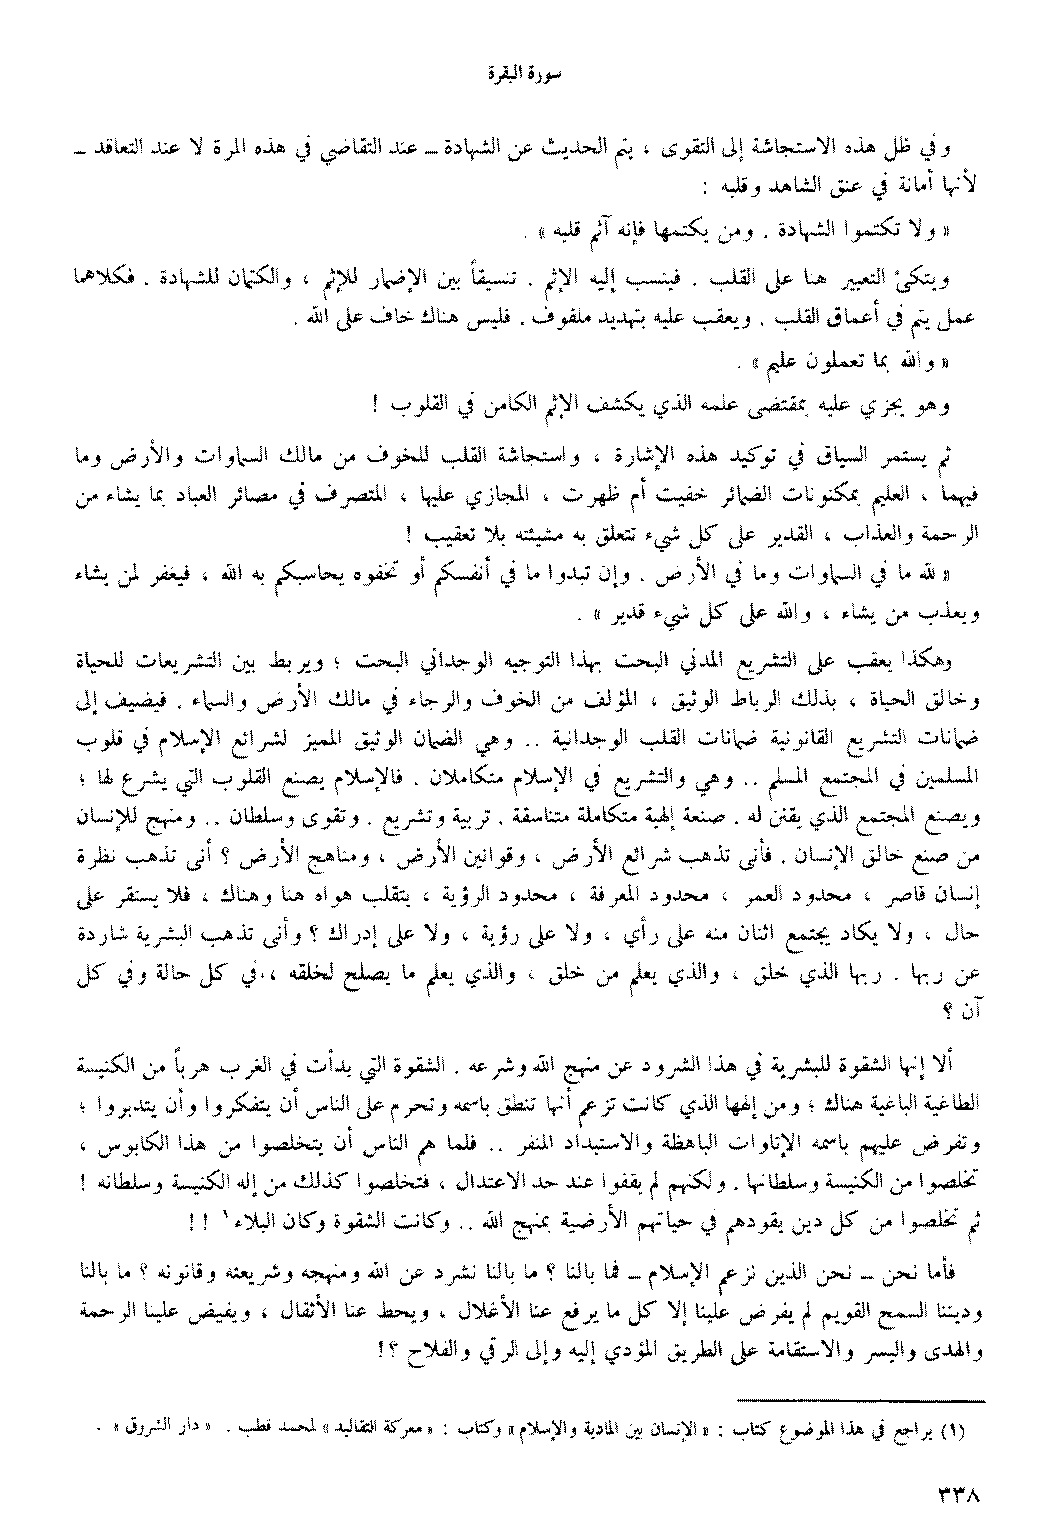 سورة البقرة
وفي ظل هذه الاستجاشة إلى التقوى ، يتم الحديث عن الشهادة ــ عند التقاضي في هذه المرة لا عند التعاقد ــ
لأنها أمانة في عنق الشاهد وقلبه :
« ولا تكتموا الشهادة . ومن يكتمها فإنه آثم قلبه » .
ويتكئ التعبير هنا على القلب . فينسب إليه الإثم . تنسيقاً بين الإضمار للإثم ، والكتمان للشهادة . فكلاهما
عمل يتم في أعماق القلب . ويعقب عليه بتهديد ملفوف . فليس هناك خاف على الله .
« والله بما تعملون عليم » .
وهو يجزي عليه بمقتضى علمه الذي يكشف الإثم الكامن في القلوب !
ثم يستمر السياق في توكيد هذه الإشارة ، واستجاشة القلب للخوف من مالك السماوات والأرض وما
فيهما ، العليم بمكنونات الضمائر خفيت أم ظهرت ، المجازي عليها ، المتصرف في مصائر العباد بما يشاء من
الرحمة والعذاب ، القدير على كل شيء تتعلق به مشيئته بلا تعقيب !
« لله ما في السماوات وما في الأرض . وإن تبدوا ما في أنفسكم أو تخفوه يحاسبكم به الله ، فيغفر لمن يشاء
ويعذب من يشاء ، والله على كل شيء قدير » .
وهكذا يعقب على التشريع المدني البحت بهذا التوجيه الوجداني البحت ؛ ويربط بين التشريعات للحياة
وخالق الحياة ، بذلك الرباط الوثيق ، المؤلف من الخوف والرجاء في مالك الأرض والسماء . فيضيف إلى
ضمانات التشريع القانونية ضمانات القلب الوجدانية .. وهي الضمان الوثيق المميز لشرائع الإسلام في قلوب
المسلمين في المجتمع المسلم .. وهي والتشريع في الإسلام متكاملان . فالإسلام يصنع القلوب التي يشرع لها ؛
ويصنع المجتمع الذي يقنن له . صنعة إلهية متكاملة متناسقة . تربية وتشريع . وتقوى وسلطان .. ومنهج للإنسان
من صنع خالق الإنسان . فأنى تذهب شرائع الأرض ، وقوانين الأرض ، ومناهج الأرض ؟ أنى تذهب نظرة
إنسان قاصر ، محدود العمر ، محدود المعرفة ، محدود الرؤية ، يتقلب هواه هنا وهناك ، فلا يستقر على
حال ، ولا يكاد يجتمع اثنان منه على رأي ، ولا على رؤية ، ولا على إدراك ؟ وأنى تذهب البشرية شاردة
عن ربها . ربها الذي خلق ، والذي يعلم من خلق ، والذي يعلم ما يصلح لخلقه ، في كل حالة وفي كل
آن ؟
ألا إنها الشقوة للبشرية في هذا الشرود عن منهج الله وشرعه . الشقوة التي بدأت في الغرب هرباً من الكنيسة
الطاغية الباغية هناك ؛ ومن إلهها الذي كانت تزعم أنها تنطق باسمه وتحرم على الناس أن يتفكروا وأن يتدبروا ؛
وتفرض عليهم باسمه الإتاوات الباهظة والاستبداد المنفر .. فلما هم الناس أن يتخلصوا من هذا الكابوس ،
تخلصوا من الكنيسة وسلطانها . ولكنهم لم يقفوا عند حد الاعتدال ، فتخلصوا كذلك من إله الكنيسة وسلطانه !
ثم تخلصوا من كل دين يقودهم في حياتهم الأرضية بمنهج الله .. وكانت الشقوة وكان البلاء١ ! !
فأما نحن ــ نحن الذين نزعم الإسلام ــ فما بالنا ؟ ما بالنا نشرد عن الله ومنهجه وشريعته وقانونه ؟ ما بالنا
وديننا السمح القويم لم يفرض علينا إلا كل ما يرفع عنا الأغلال ، ويحط عنا الأثقال ، ويفيض علينا الرحمة
والهدى واليسر والاستقامة على الطريق المؤدي إليه وإلى الرقي والفلاح ؟!
(١) يراجع في هذا الموضوع كتاب : « الإنسان بين المادية والإسلام» وكتاب : « معركة التقاليد » لمحمد قطب . « دار الشروق » .
٣٣٨